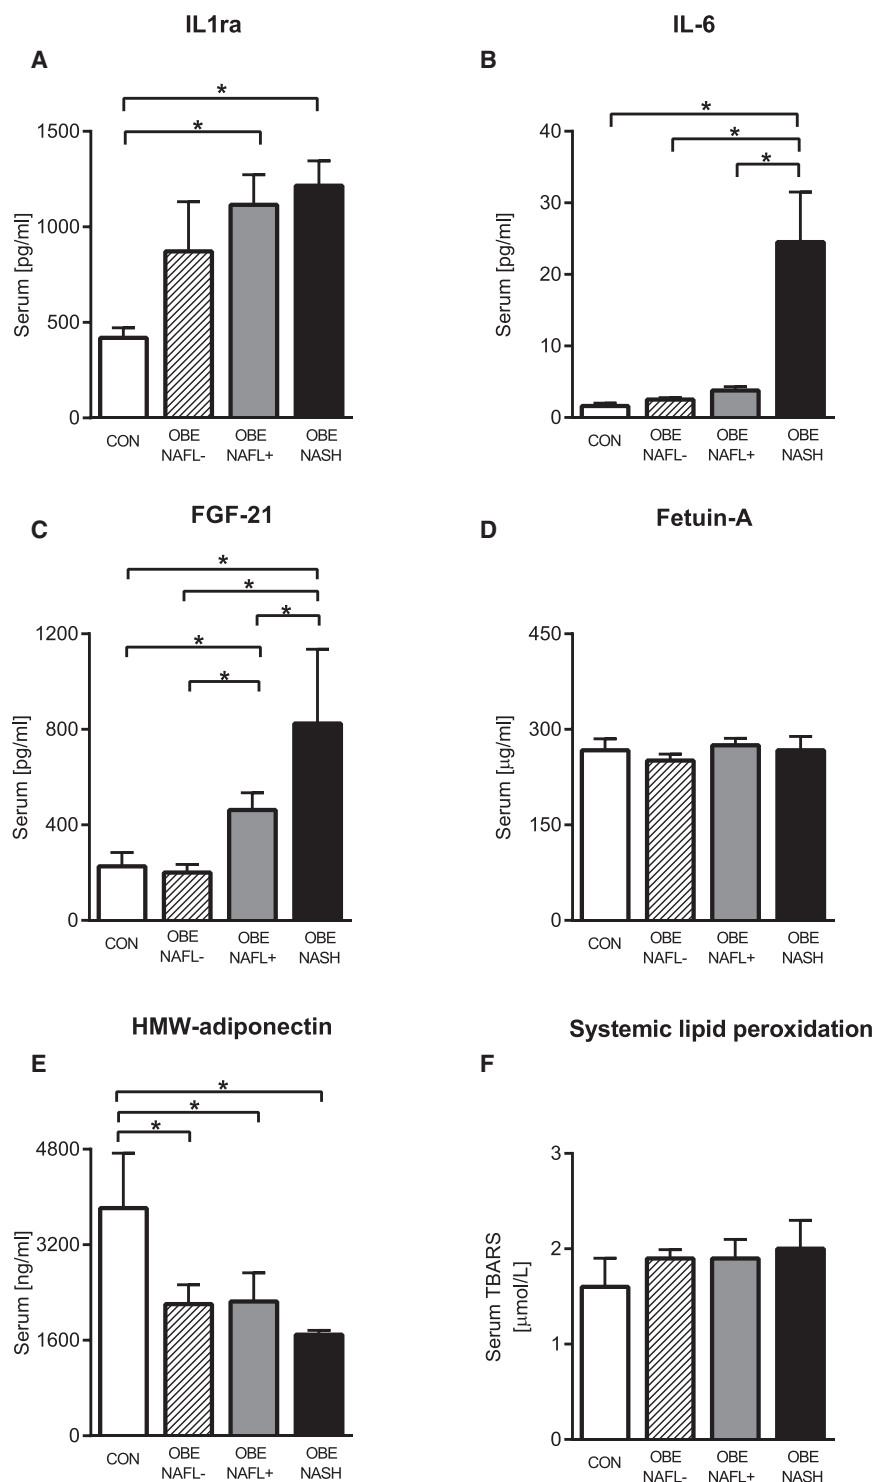 IL1ra
A
*
*
1500
1000
500
0
Serum [pg/ml]
CON
OBE
NAFL-
OBE
NAFL+
OBE
NASH
IL-6
B
*
*
*
40
30
20
10
0
Serum [pg/ml]
CON
OBE
NAFL-
OBE
NAFL+
OBE
NASH
FGF-21
C
*
*
*
*
*
1200
800
400
0
Serum [pg/ml]
CON
OBE
NAFL-
OBE
NAFL+
OBE
NASH
Fetuin-A
D
450
300
150
0
Serum [µg/ml]
CON
OBE
NAFL-
OBE
NAFL+
OBE
NASH
HMW-adiponectin
E
*
*
*
4800
3200
1600
0
Serum [ng/ml]
CON
OBE
NAFL-
OBE
NAFL+
OBE
NASH
Systemic lipid peroxidation
F
3
2
1
0
Serum TBARS
[µmol/L]
CON
OBE
NAFL-
OBE
NAFL+
OBE
NASH